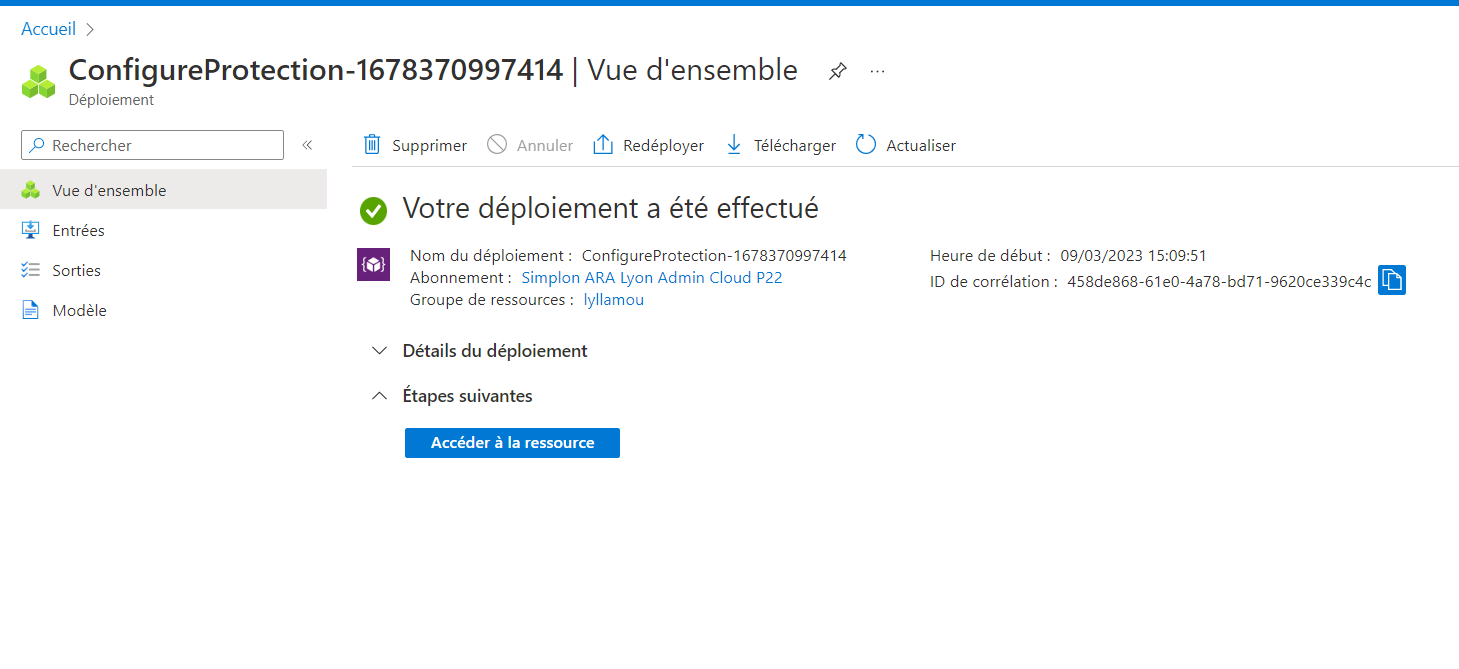 Accueil
ConfigureProtection-1678370997414 | Vue d'ensemble
Déploiement
Rechercher
Supprimer
Annuler
Redéployer
Télécharger
Actualiser
Vue d'ensemble
Entrées
Sorties
Modèle
Votre déploiement a été effectué
Nom du déploiement : ConfigureProtection-1678370997414
Abonnement : Simplon ARA Lyon Admin Cloud P22
Groupe de ressources : lyllamou
Heure de début : 09/03/2023 15:09:51
ID de corrélation : 458de868-61e0-4a78-bd71-9620ce339c4c
Détails du déploiement
Étapes suivantes
Accéder à la ressource